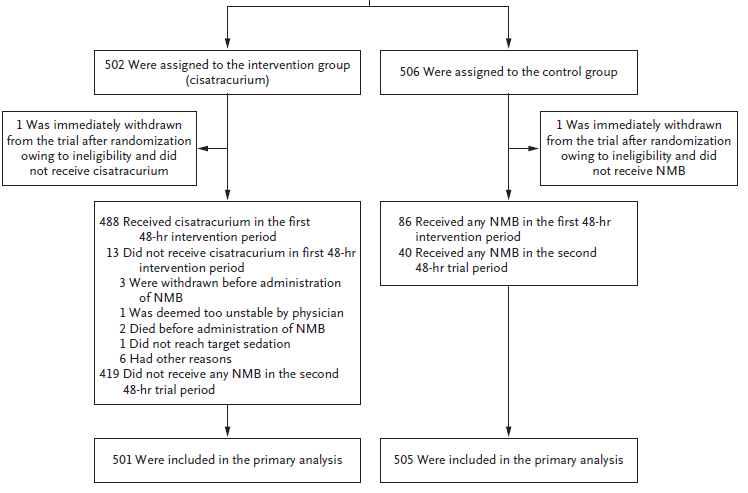 502 Were assigned to the intervention group
(cisatracurium)
506 Were assigned to the control group
1 Was immediately withdrawn
from the trial after randomization
owing to ineligibility and did
not receive cisatracurium
1 Was immediately withdrawn
from the trial after randomization
owing to ineligibility and did
not receive NMB
488 Received cisatracurium in the first
48-hr intervention period
13 Did not receive cisatracurium in first 48-hr
intervention period
3 Were withdrawn before administration
of NMB
1 Was deemed too unstable by physician
2 Died before administration of NMB
1 Did not reach target sedation
6 Had other reasons
419 Did not receive any NMB in the second
48-hr trial period
86 Received any NMB in the first 48-hr
intervention period
40 Received any NMB in the second
48-hr trial period
501 Were included in the primary analysis
505 Were included in the primary analysis